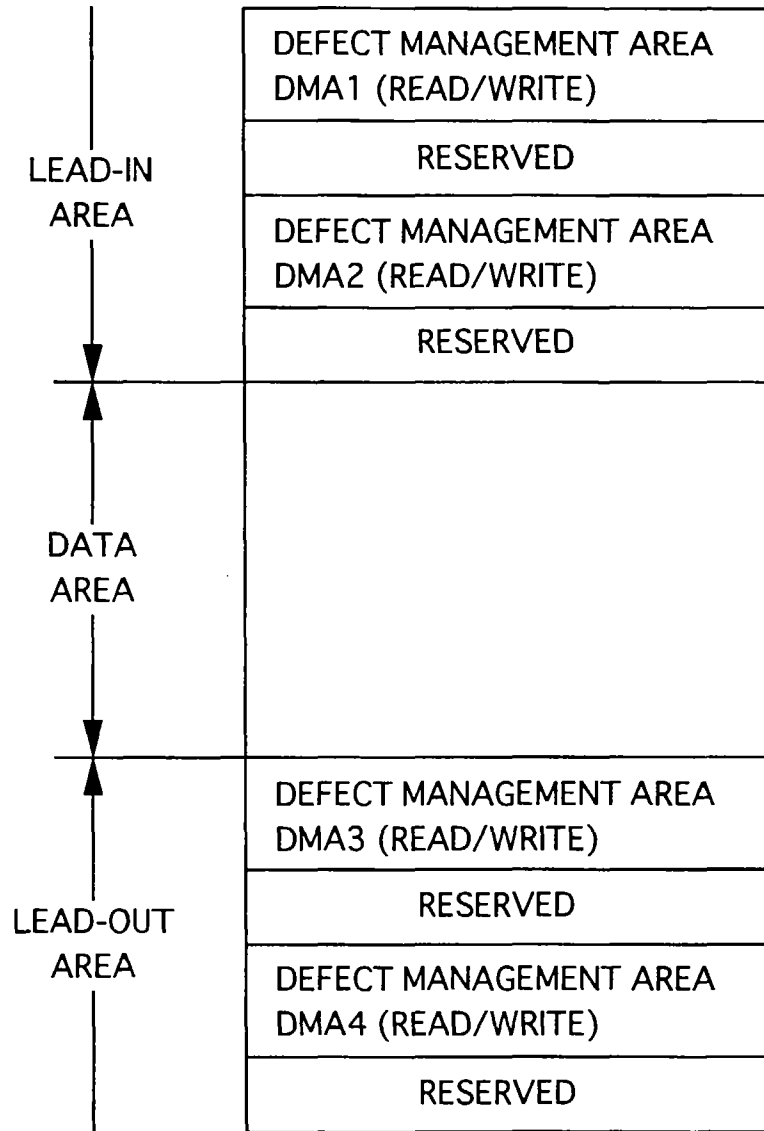 DEFECT MANAGEMENT AREA
DMA1 (READ/WRITE)
RESERVED
LEAD-IN
AREA
DEFECT MANAGEMENT AREA
DMA2 (READ/WRITE)
RESERVED
DATA
AREA
DEFECT MANAGEMENT AREA
DMA3 (READ/WRITE)
RESERVED
LEAD-OUT
AREA
DEFECT MANAGEMENT AREA
DMA4 (READ/WRITE)
RESERVED